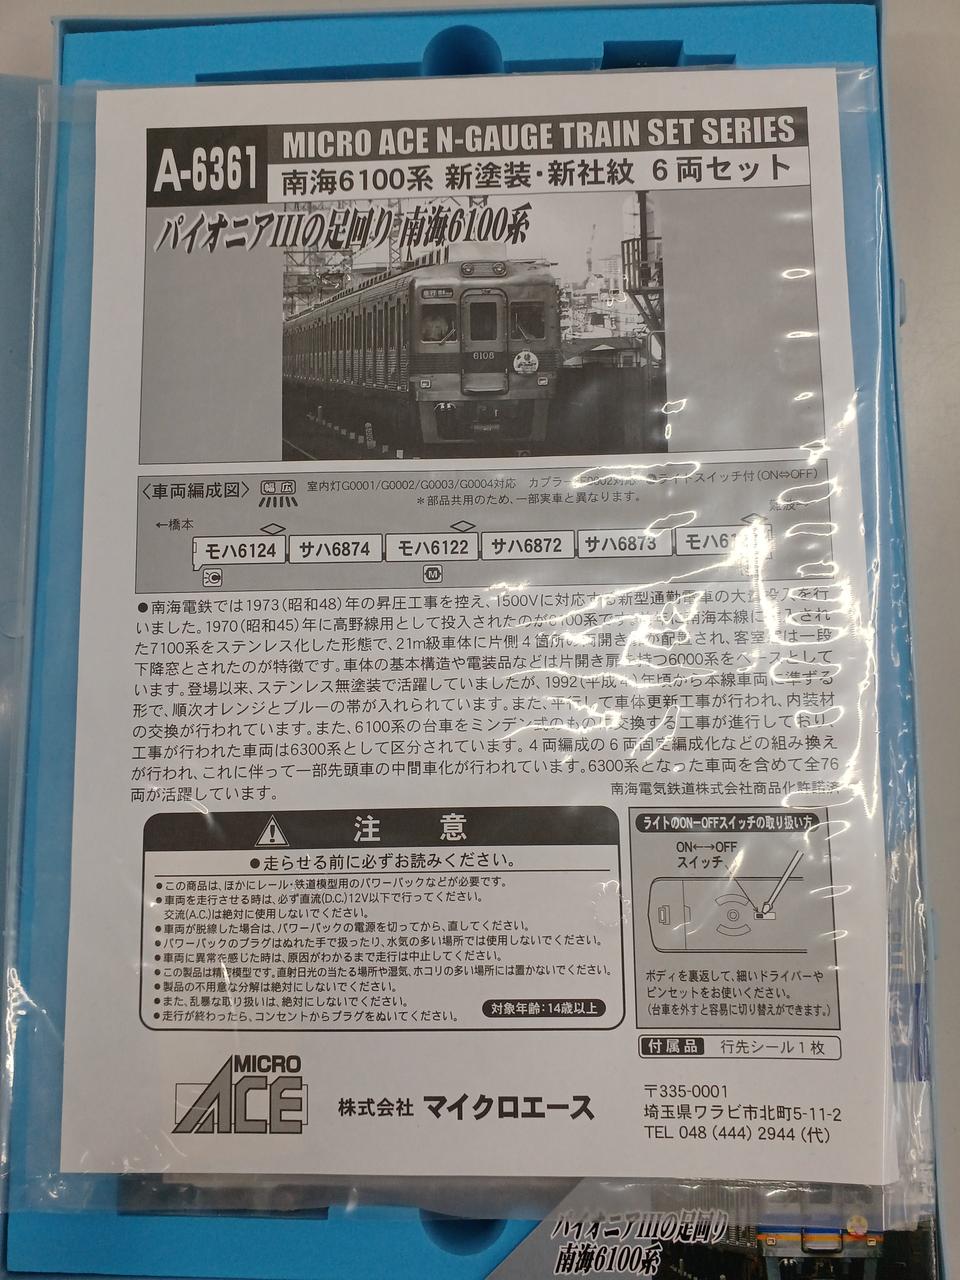 A-6361
MICRO ACE N-GAUGE TRAIN SET SERIES
南海6100系 新塗装・新社紋 6両セット
パイオニアIIIの足回り 南海6100系
6108
〈車両編成図〉
幅広
室内灯G0001/G0002/G0003/G0004対応 カプラー ライトスイッチ付(ON⇔OFF)
*部品共用のため、一部実車と異なります。
←橋本
難波→
モハ6124 サハ6874 モハ6122 サハ6872 サハ6873 モハ61
C M
●南海電鉄では1973(昭和48)年の昇圧工事を控え、1500Vに対応する新型通勤電車の大量投入を行
いました。1970(昭和45)年に高野線用として投入されたのが6100系です。 に南海本線に 入され
た7100系をステンレス化した形態で、21m級車体に片側4箇所の両開き扉が配置され、客室窓は一段
下降窓とされたのが特徴です。車体の基本構造や電装品などは片開き扉を持つ6000系をベースとして
います。登場以来、ステンレス無塗装で活躍していましたが、1992(平成4)年頃から本線車両に準ずる
形で、順次オレンジとブルーの帯が入れられています。また、平行して車体更新工事が行われ、内装材
の交換が行われています。また、6100系の台車をミンデン式のものに交換する工事が進行しており、
工事が行われた車両は6300系として区分されています。4両編成の6両固定編成化などの組み換え
が行われ、これに伴って一部先頭車の中間車化が行われています。6300系となった車両を含めて全76
両が活躍しています。
南海電気鉄道株式会社商品化許諾済
注意
●走らせる前に必ずお読みください。
●この商品は、ほかにレール・鉄道模型用のパワーパックなどが必要です。
●車両を走行させる時は、必ず直流(D.C.)12V以下で行ってください。
交流(A.C.)は絶対に使用しないでください。
●車両が脱線した場合は、パワーパックの電源を切ってから、直してください。
●パワーパックのプラグはぬれた手で扱ったり、水気の多い場所では使用しないでください。
●車両に異常を感じた時は、原因がわかるまで走行は中止してください。
●この製品は精密模型です。直射日光の当たる場所や湿気、ホコリの多い場所には置かないでください。
●製品の不用意な分解は絶対にしないでください。
●また、乱暴な取り扱いは、絶対にしないでください。
●走行が終わったら、コンセントからプラグをぬいてください。
対象年齢:14歳以上
ライトのON-OFFスイッチの取り扱い方
ON←→OFF
スイッチ
ボディを裏返して、細いドライバーや
ピンセットをお使いください。
(台車を外すと容易に切り替えができます。)
付属品 行先シール1枚
MICRO
ACE
株式会社 マイクロエース
〒335-0001
埼玉県ワラビ市北町5-11-2
TEL 048 (444) 2944 (代)
パイオニアIIIの足回り
南海6100系